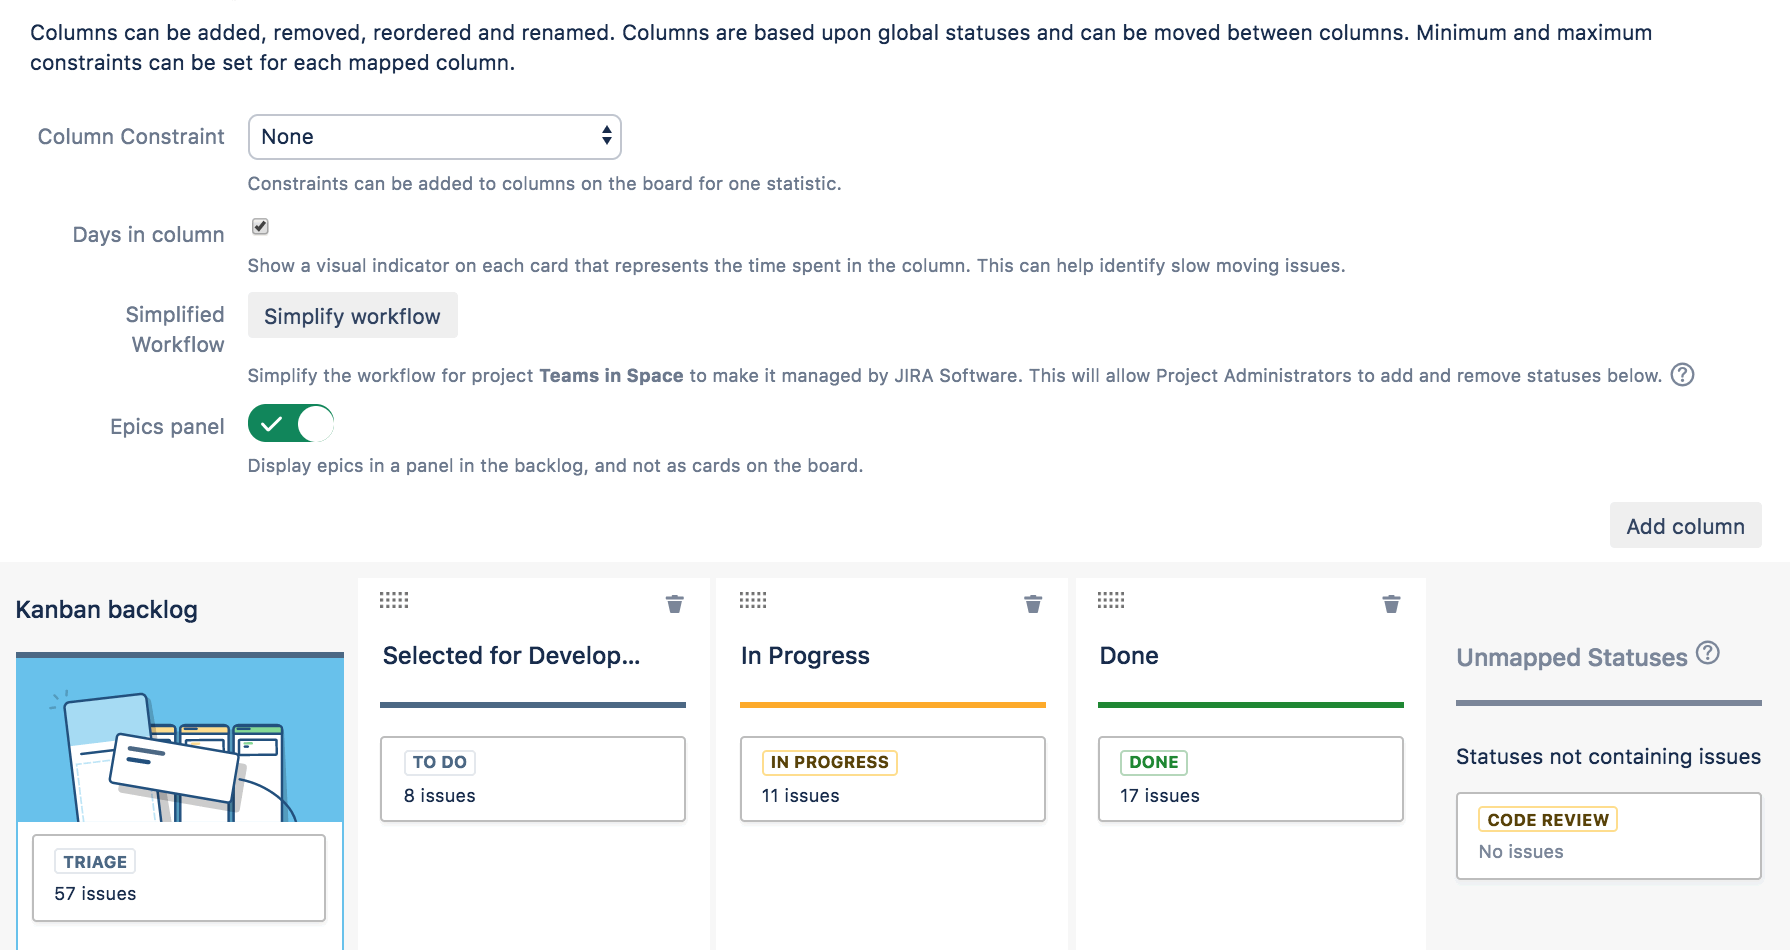 Columns can be added, removed, reordered and renamed. Columns are based upon global statuses and can be moved between columns. Minimum and maximum
constraints can be set for each mapped column.
Column Constraint
None
Constraints can be added to columns on the board for one statistic.
Days in column
Show a visual indicator on each card that represents the time spent in the column. This can help identify slow moving issues.
Simplified
Workflow
Simplify workflow
Simplify the workflow for project Teams in Space to make it managed by JIRA Software. This will allow Project Administrators to add and remove statuses below. ?
Epics panel
Display epics in a panel in the backlog, and not as cards on the board.
Add column
Kanban backlog
TRIAGE
57 issues
Selected for Develop...
TO DO
8 issues
In Progress
IN PROGRESS
11 issues
Done
DONE
17 issues
Unmapped Statuses ?
Statuses not containing issues
CODE REVIEW
No issues